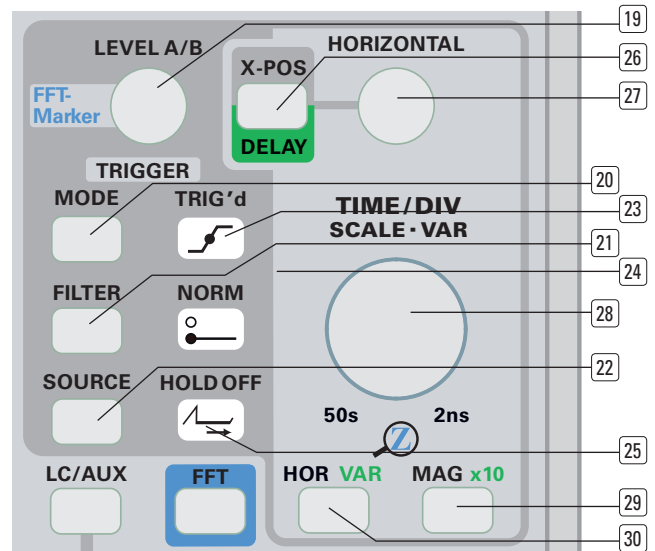 19
LEVEL A/B
HORIZONTAL
26
X-POS
FFT-
Marker
27
DELAY
TRIGGER
MODE
TRIG'd
20
TIME/DIV
23
SCALE · VAR
21
24
FILTER
NORM
28
22
SOURCE
HOLD OFF
50s
2ns
Z
25
LC/AUX
FFT
HOR VAR
MAG x10
29
30